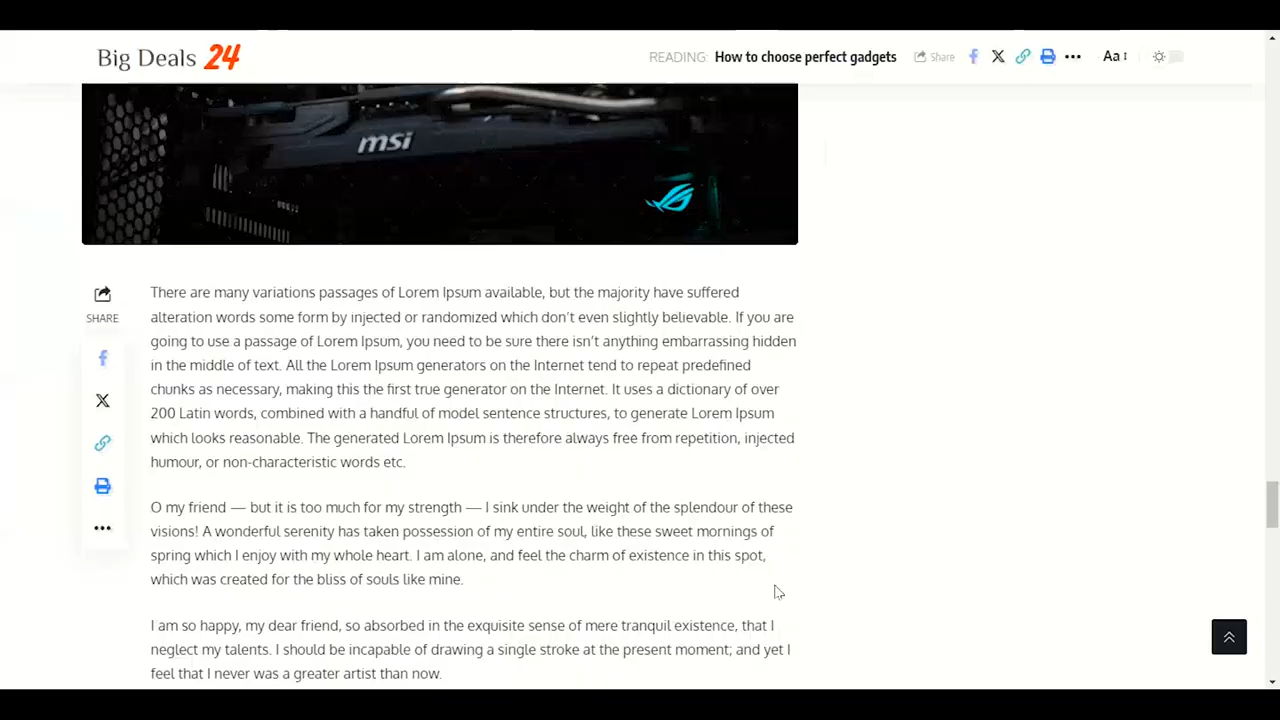 Big Deals 24
READING: How to choose perfect gadgets Share Aa
msi
There are many variations passages of Lorem Ipsum available, but the majority have suffered
alteration words some form by injected or randomized which don't even slightly believable. If you are
going to use a passage of Lorem Ipsum, you need to be sure there isn't anything embarrassing hidden
in the middle of text. All the Lorem Ipsum generators on the Internet tend to repeat predefined
chunks as necessary, making this the first true generator on the Internet. It uses a dictionary of over
200 Latin words, combined with a handful of model sentence structures, to generate Lorem Ipsum
which looks reasonable. The generated Lorem Ipsum is therefore always free from repetition, injected
humour, or non-characteristic words etc.
SHARE
O my friend — but it is too much for my strength — I sink under the weight of the splendour of these
visions! A wonderful serenity has taken possession of my entire soul, like these sweet mornings of
spring which I enjoy with my whole heart. I am alone, and feel the charm of existence in this spot,
which was created for the bliss of souls like mine.
I am so happy, my dear friend, so absorbed in the exquisite sense of mere tranquil existence, that I
neglect my talents. I should be incapable of drawing a single stroke at the present moment; and yet I
feel that I never was a greater artist than now.